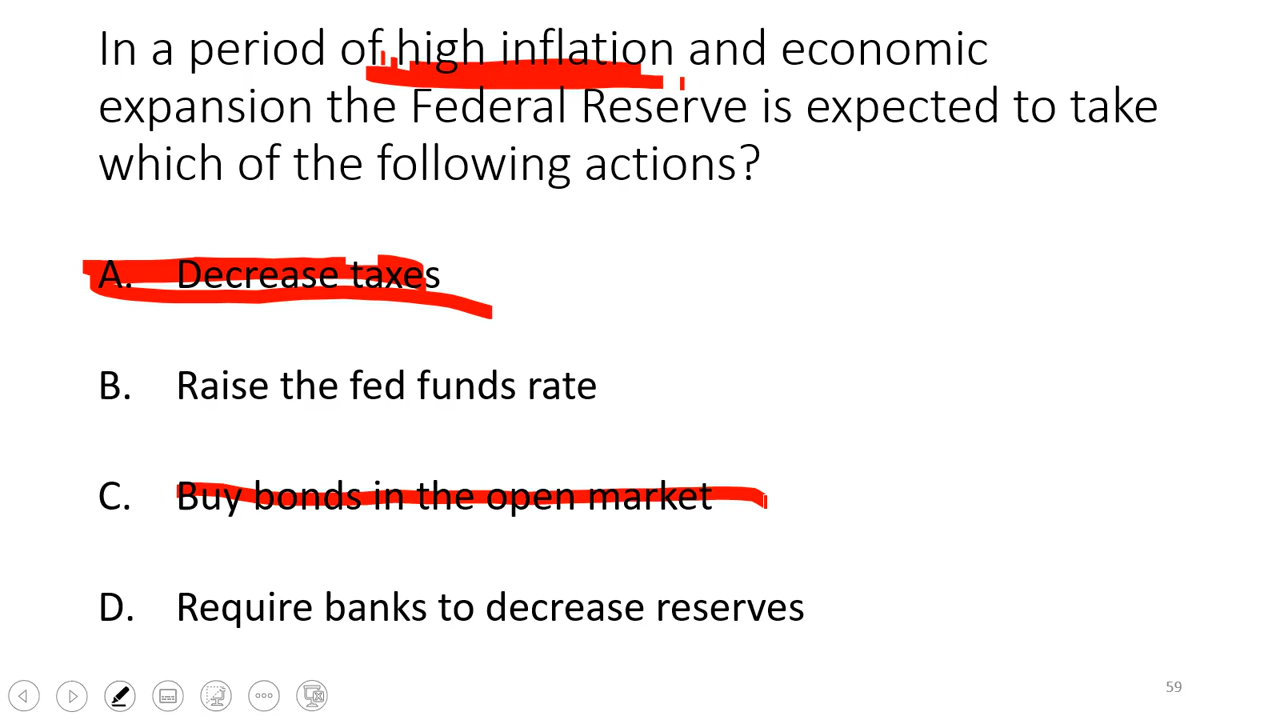 In a period of high inflation and economic
expansion the Federal Reserve is expected to take
which of the following actions?
A. Decrease taxes
B. Raise the fed funds rate
C. Buy bonds in the open market
D. Require banks to decrease reserves
59